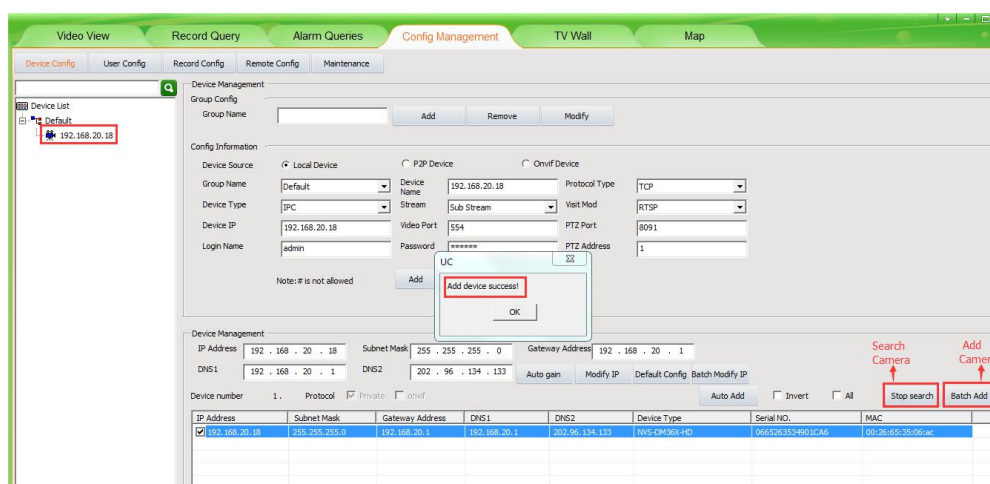 Video View Record Query Alarm Queries Config Management TV Wall Map
Device Config User Config Record Config Remote Config Maintenance
Device List
Default
192.168.20.18
Device Management
Group Config
Group Name Add Remove Modify
Config Information
Device Source Local Device P2P Device Onvif Device
Group Name Default Device Name 192.168.20.18 Protocol Type TCP
Device Type IPC Stream Sub Stream Visit Mod RTSP
Device IP 192.168.20.18 Video Port 554 PTZ Port 8091
Login Name admin Password ****** PTZ Address 1
Note:# is not allowed Add
UC
Add device success!
OK
Device Management
IP Address 192 . 168 . 20 . 18 Subnet Mask 255 . 255 . 255 . 0 Gateway Address 192 . 168 . 20 . 1
DNS1 192 . 168 . 20 . 1 DNS2 202 . 96 . 134 . 133 Auto gain Modify IP Default Config Batch Modify IP
Search Camera
Add Camer
Device number 1. Protocol Private onvif Auto Add Invert All Stop search Batch Add
IP Address Subnet Mask Gateway Address DNS1 DNS2 Device Type Serial NO. MAC
192.168.20.18 255.255.255.0 192.168.20.1 192.168.20.1 202.96.134.133 NVS-DM36X-HD 0665263534901CA6 00:26:65:35:06:ac